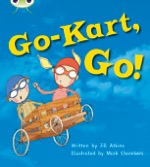 Go-Kart,
Go!
Written by Jill Atkins
Illustrated by Mark Chambers